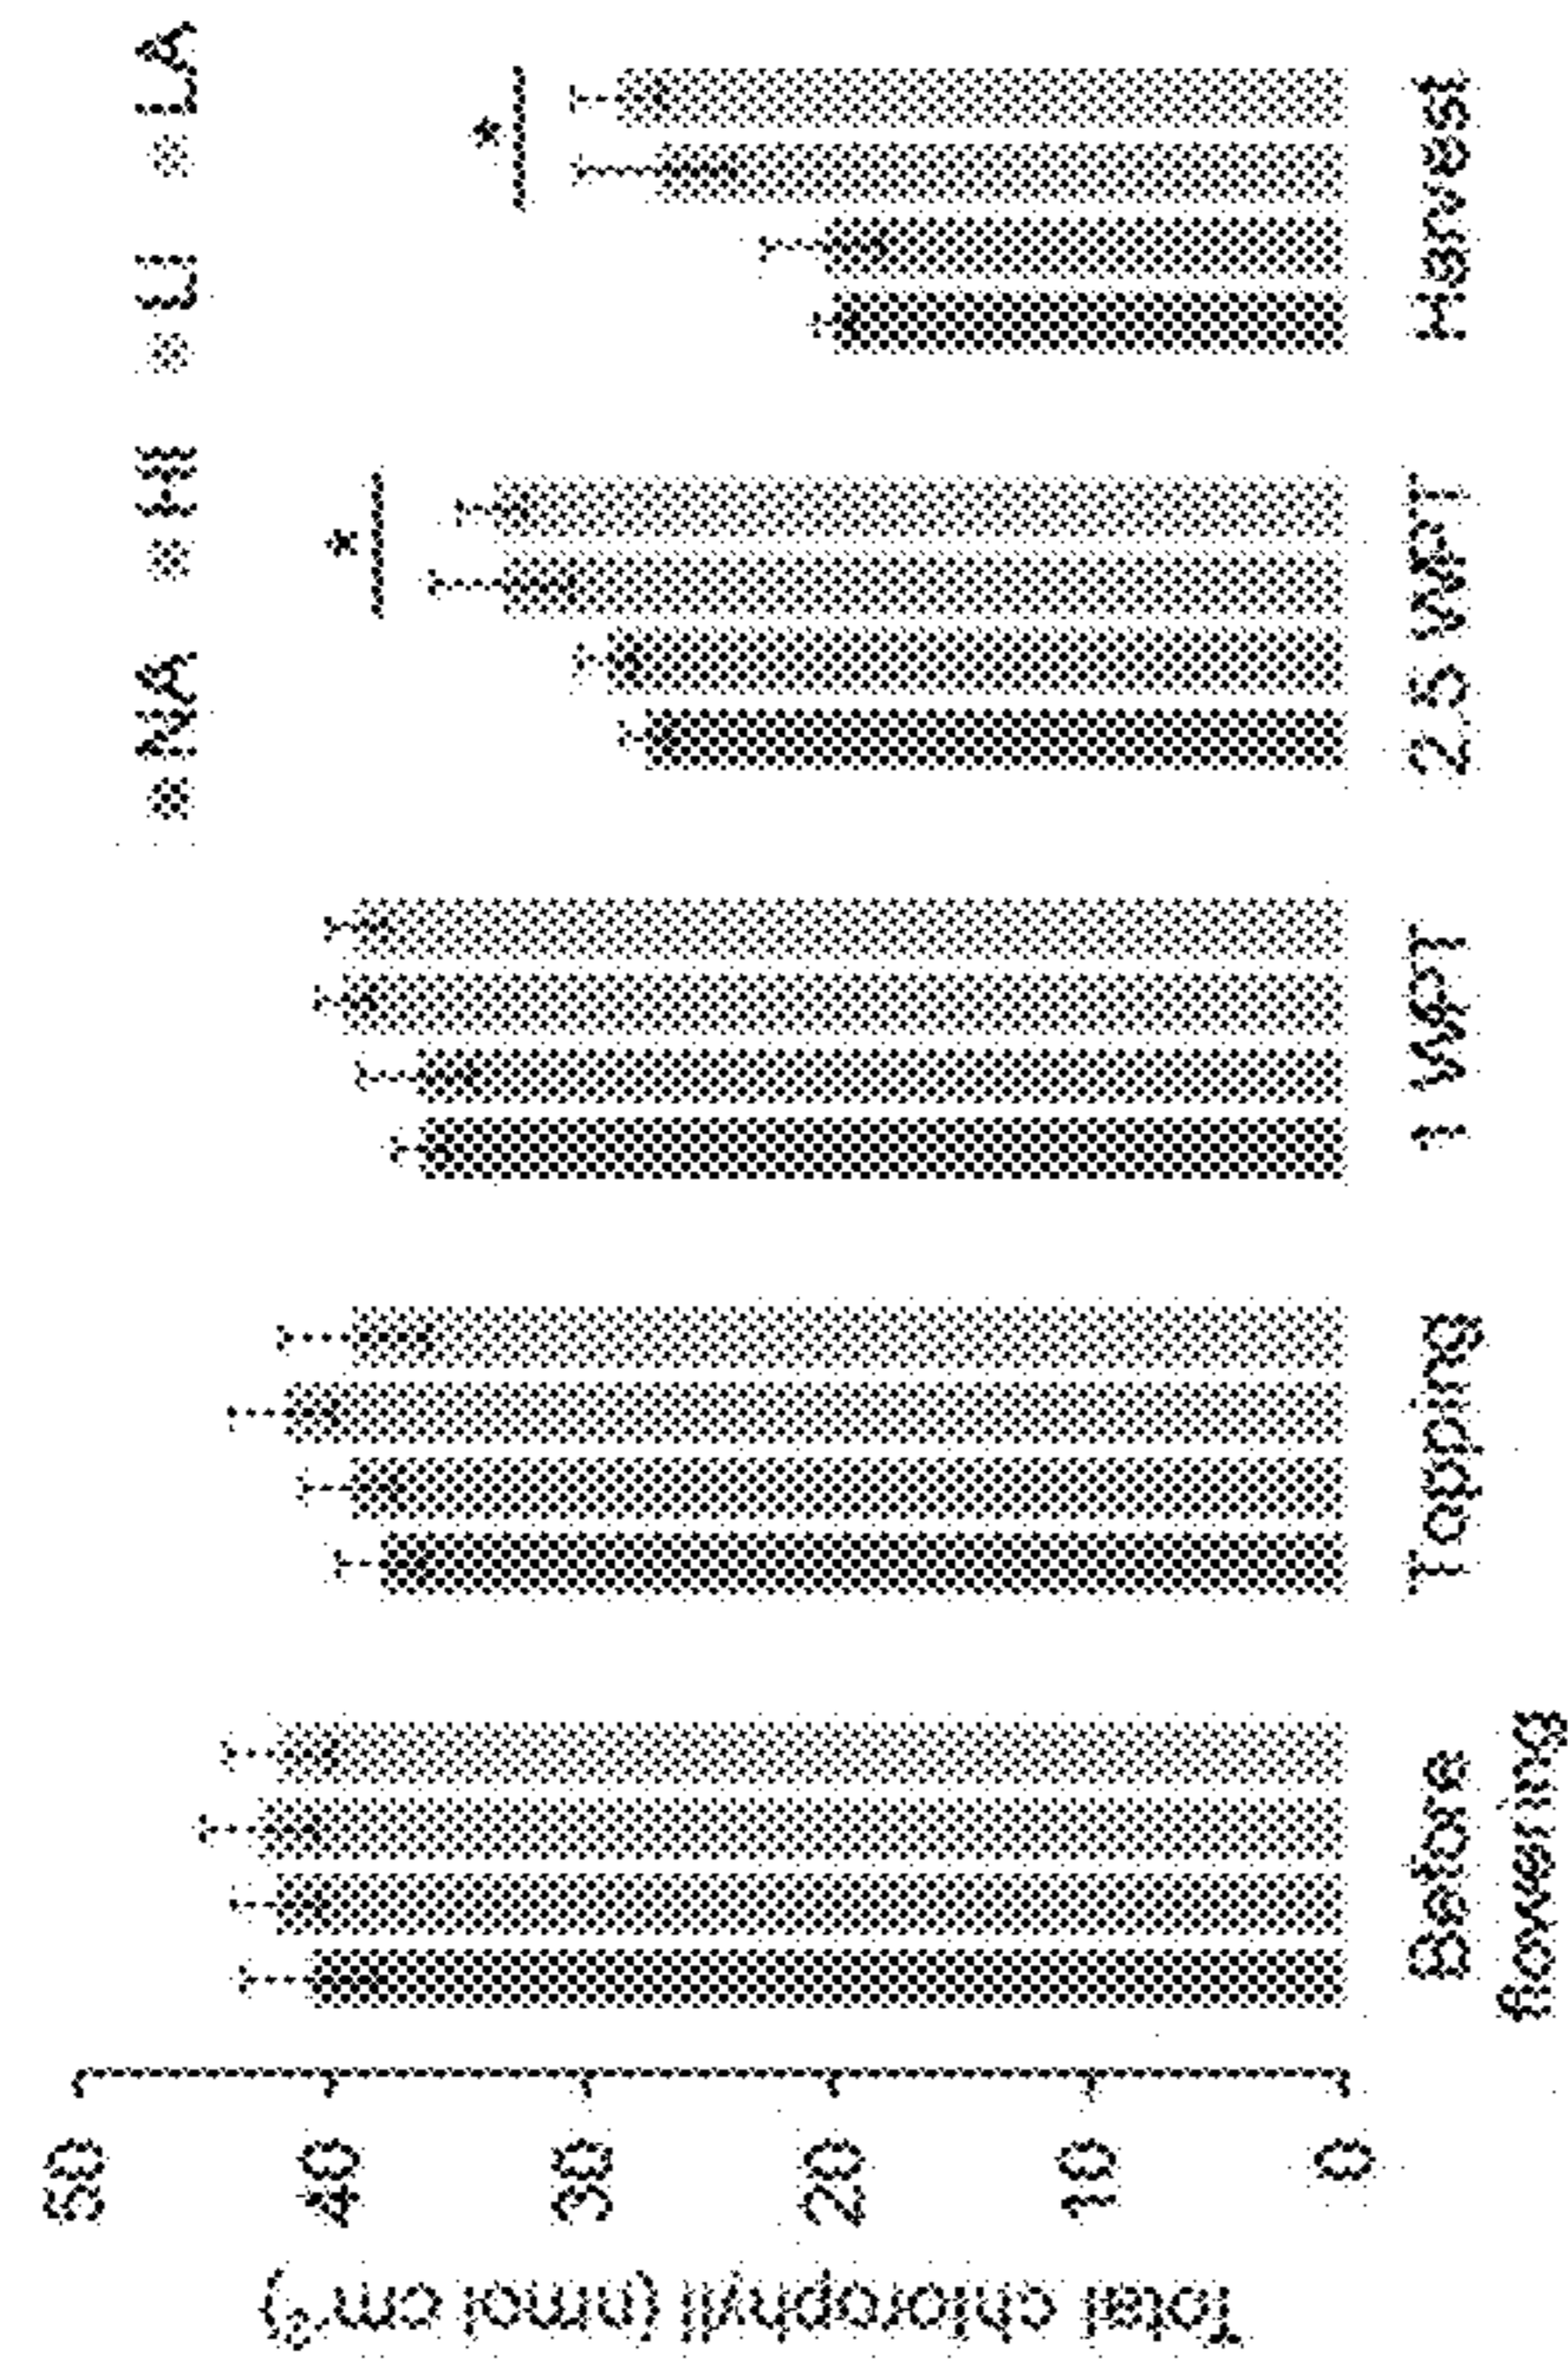 NA HI LI LA
Total chlorophyll (nmol cm⁻²)
50
40
30
20
10
0
*
*
Before
flowering
Topping
1 WPT
2.5 WPT
Harvest